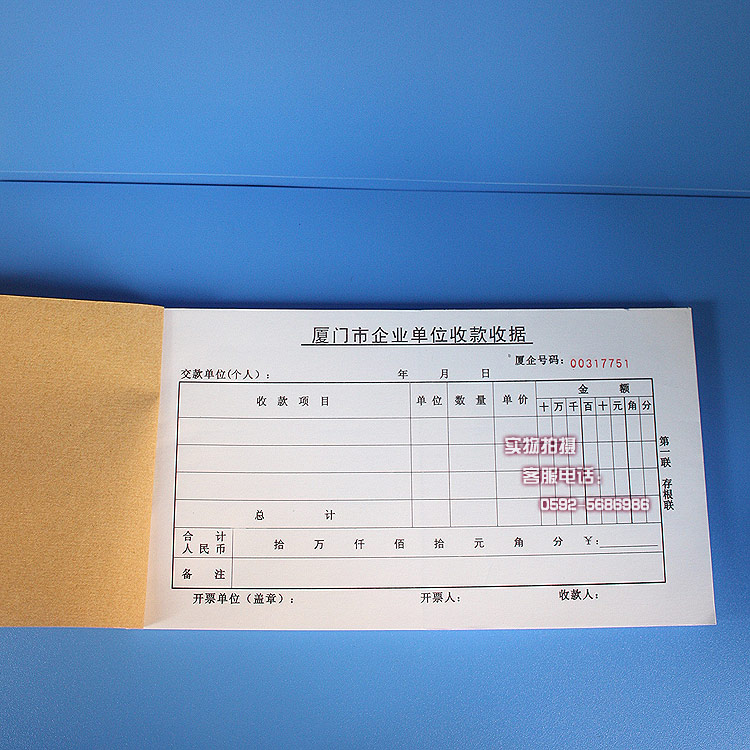 厦门市企业单位收款收据
厦企号码：00317751
交款单位(个人)： 年 月 日
收款项目 单位 数量 单价 金额
十万千百十元角分
实物拍摄
客服电话：
0592-5686986
总计
合计人民币 拾 万 仟 佰 拾 元 角 分 ￥：
备注
开票单位（盖章）： 开票人： 收款人：
第一联 存根联